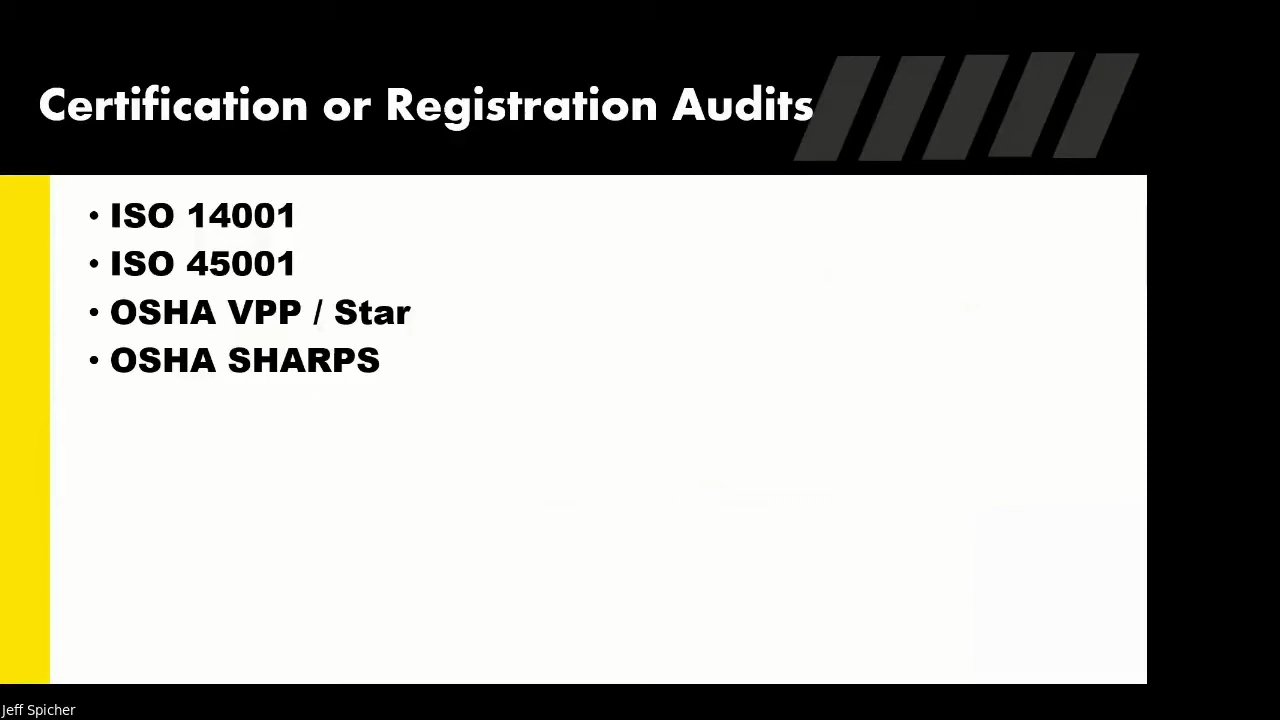 Certification or Registration Audits
• ISO 14001
• ISO 45001
• OSHA VPP / Star
• OSHA SHARPS
Jeff Spicher